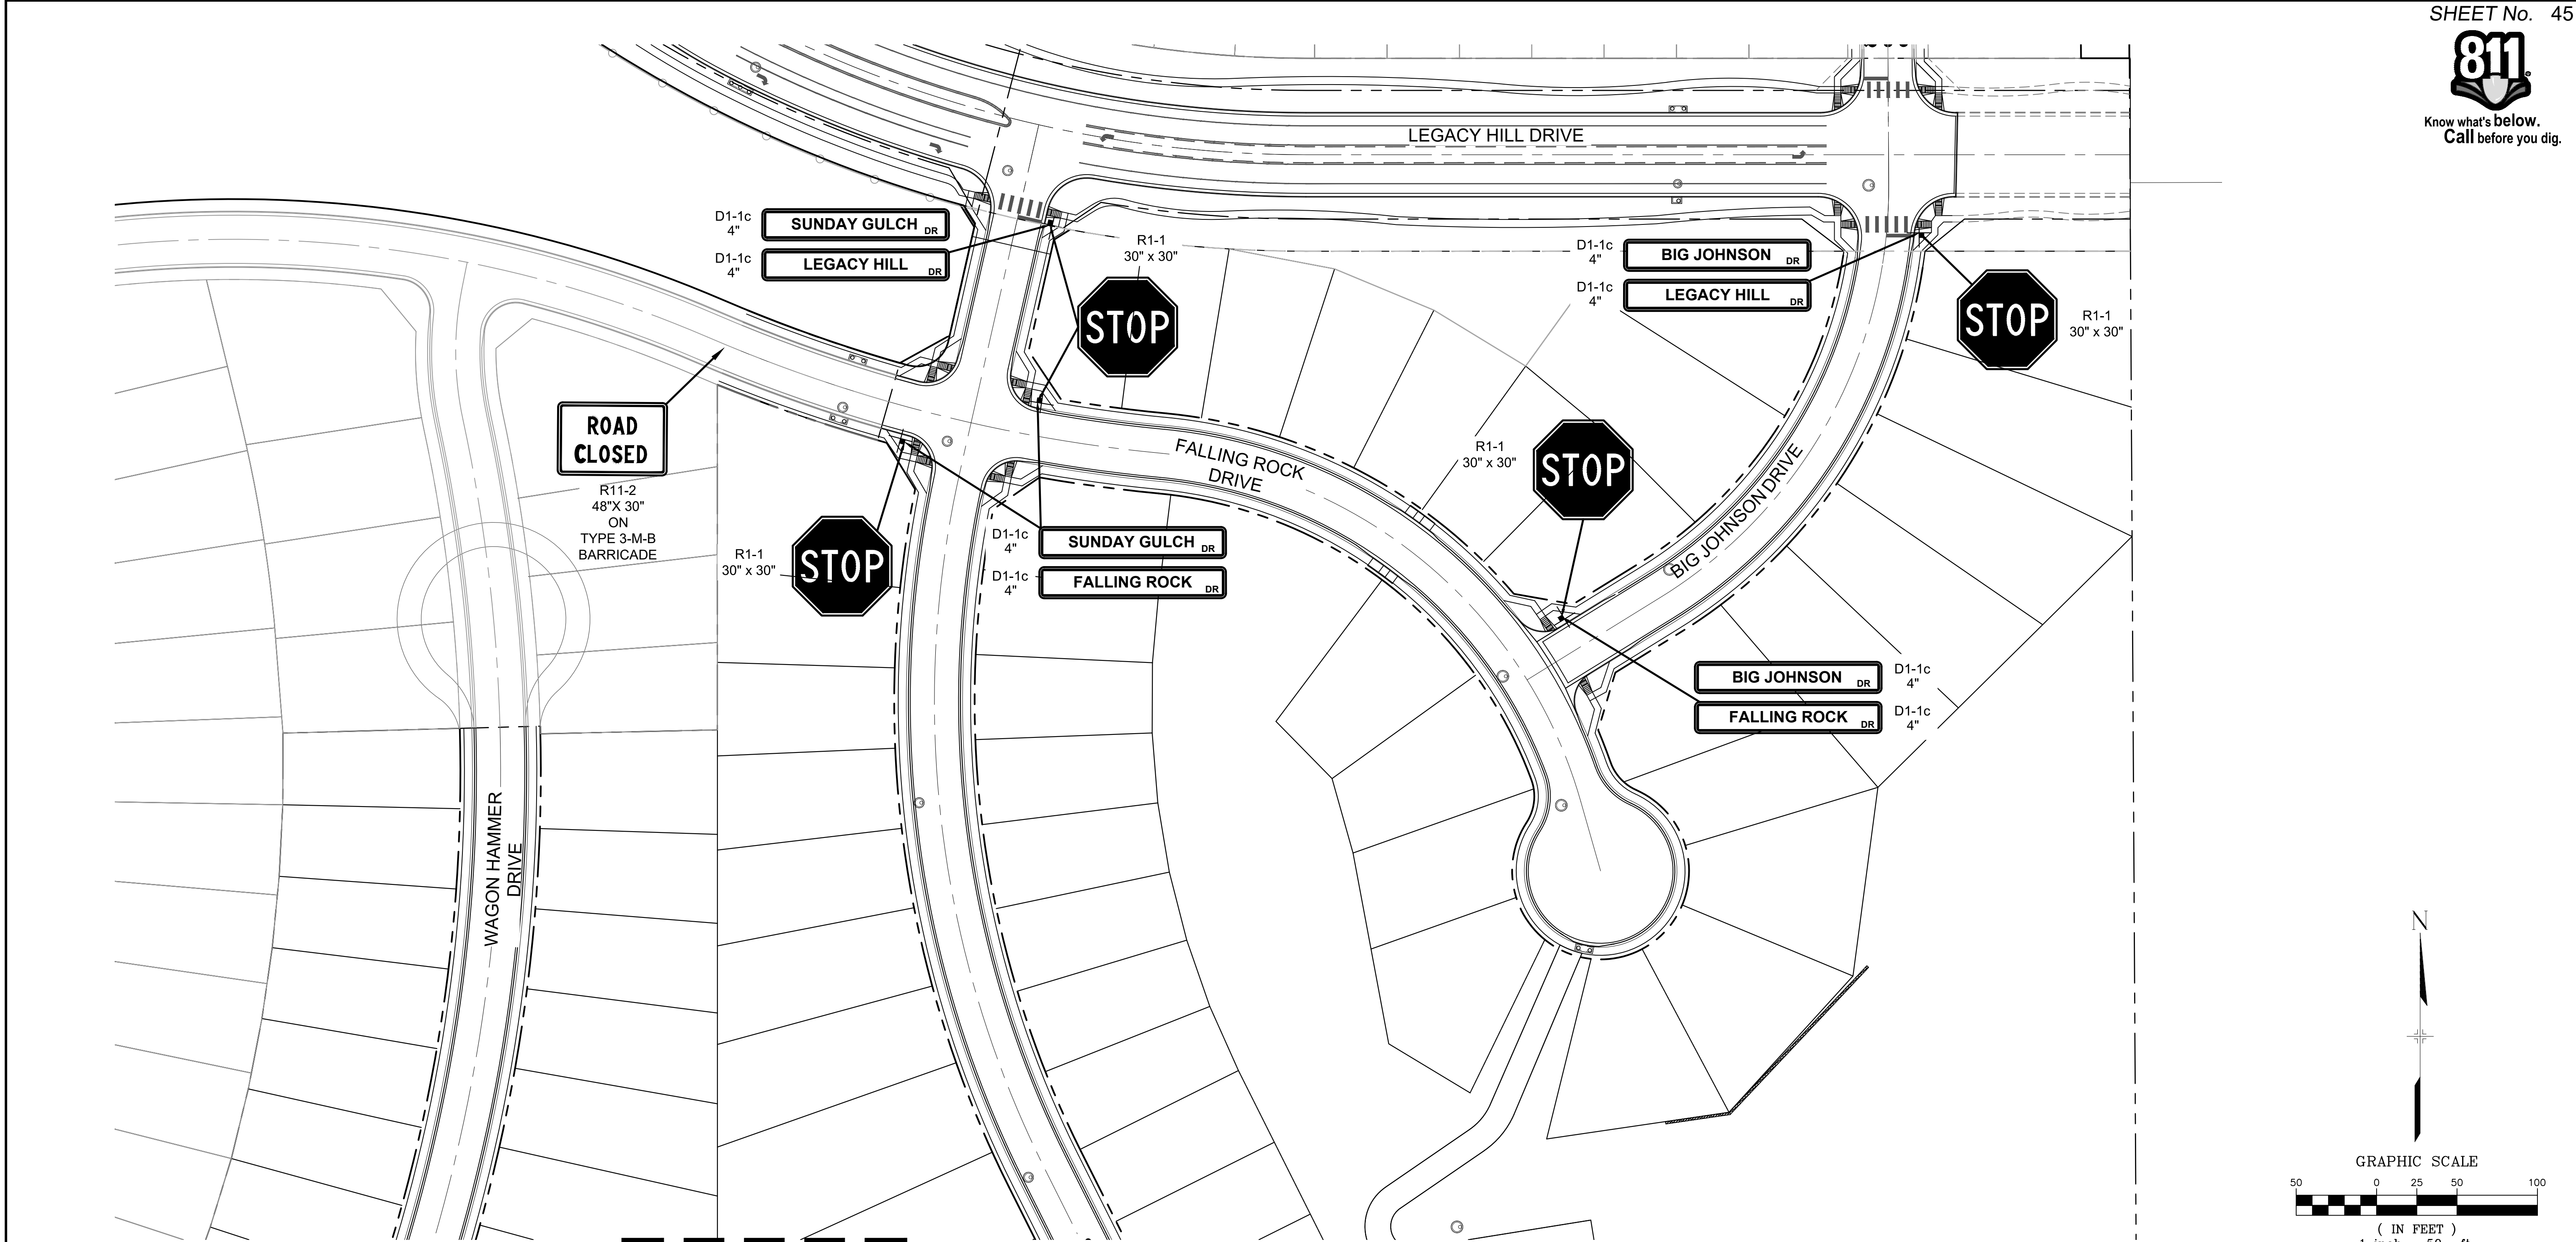 SHEET No. 45
811
Know what's below.
Call before you dig.
LEGACY HILL DRIVE
D1-1c
4"
SUNDAY GULCH DR
D1-1c
4"
LEGACY HILL DR
R1-1
30" x 30"
STOP
D1-1c
4"
BIG JOHNSON DR
D1-1c
4"
LEGACY HILL DR
STOP
R1-1
30" x 30"
ROAD
CLOSED
R11-2
48"X 30"
ON
TYPE 3-M-B
BARRICADE
FALLING ROCK
DRIVE
R1-1
30" x 30"
STOP
BIG JOHNSON DRIVE
R1-1
30" x 30"
STOP
D1-1c
4"
SUNDAY GULCH DR
D1-1c
4"
FALLING ROCK DR
BIG JOHNSON DR
D1-1c
4"
FALLING ROCK DR
D1-1c
4"
WAGON HAMMER
DRIVE
N
GRAPHIC SCALE
50 0 25 50 100
( IN FEET )